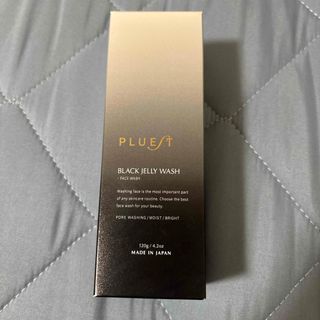 PLUEST
BLACK JELLY WASH
- FACE WASH
Washing face is the most important part
of any skincare routine. Choose the best
face wash for your beauty.
PORE WASHING / MOIST / BRIGHT
120g / 4.2oz
MADE IN JAPAN